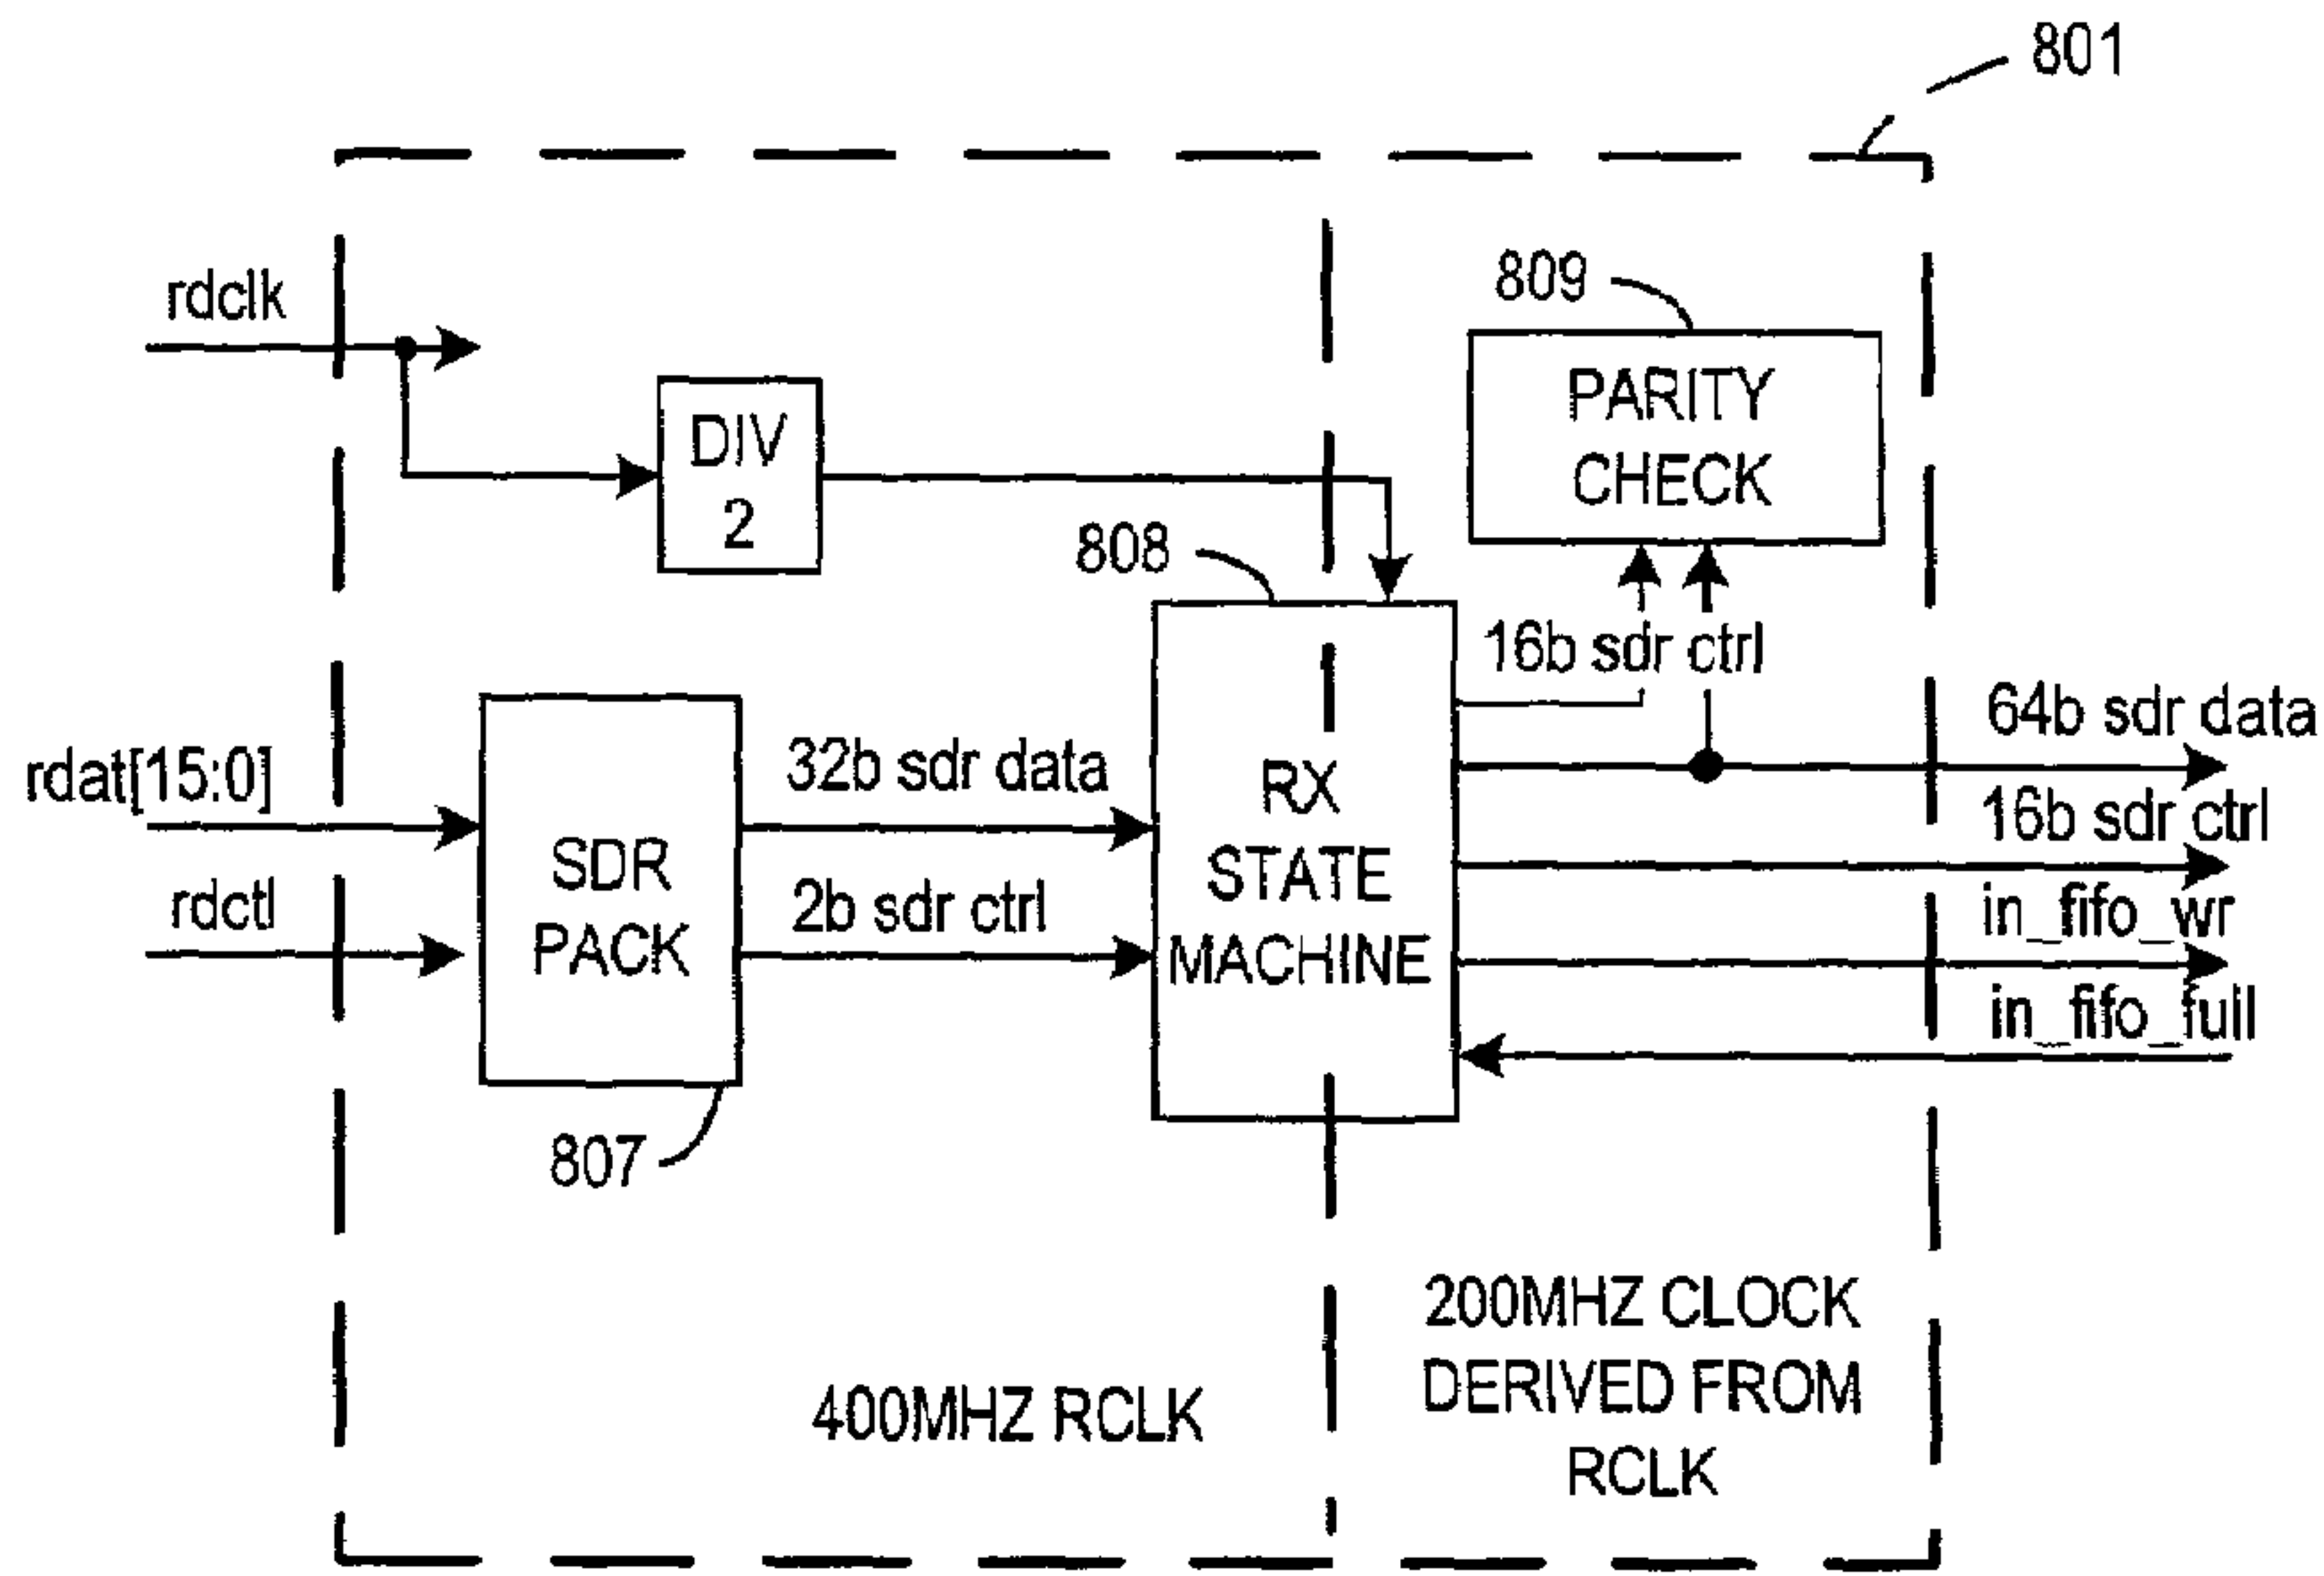 801
rdclk
809
PARITY
CHECK
DIV
2
808
16b sdr ctrl
64b sdr data
rdat[15:0]
32b sdr data
RX
STATE
MACHINE
16b sdr ctrl
SDR
PACK
rdctl
2b sdr ctrl
in_fifo_wr
in_fifo_full
807
200MHZ CLOCK
DERIVED FROM
RCLK
400MHZ RCLK